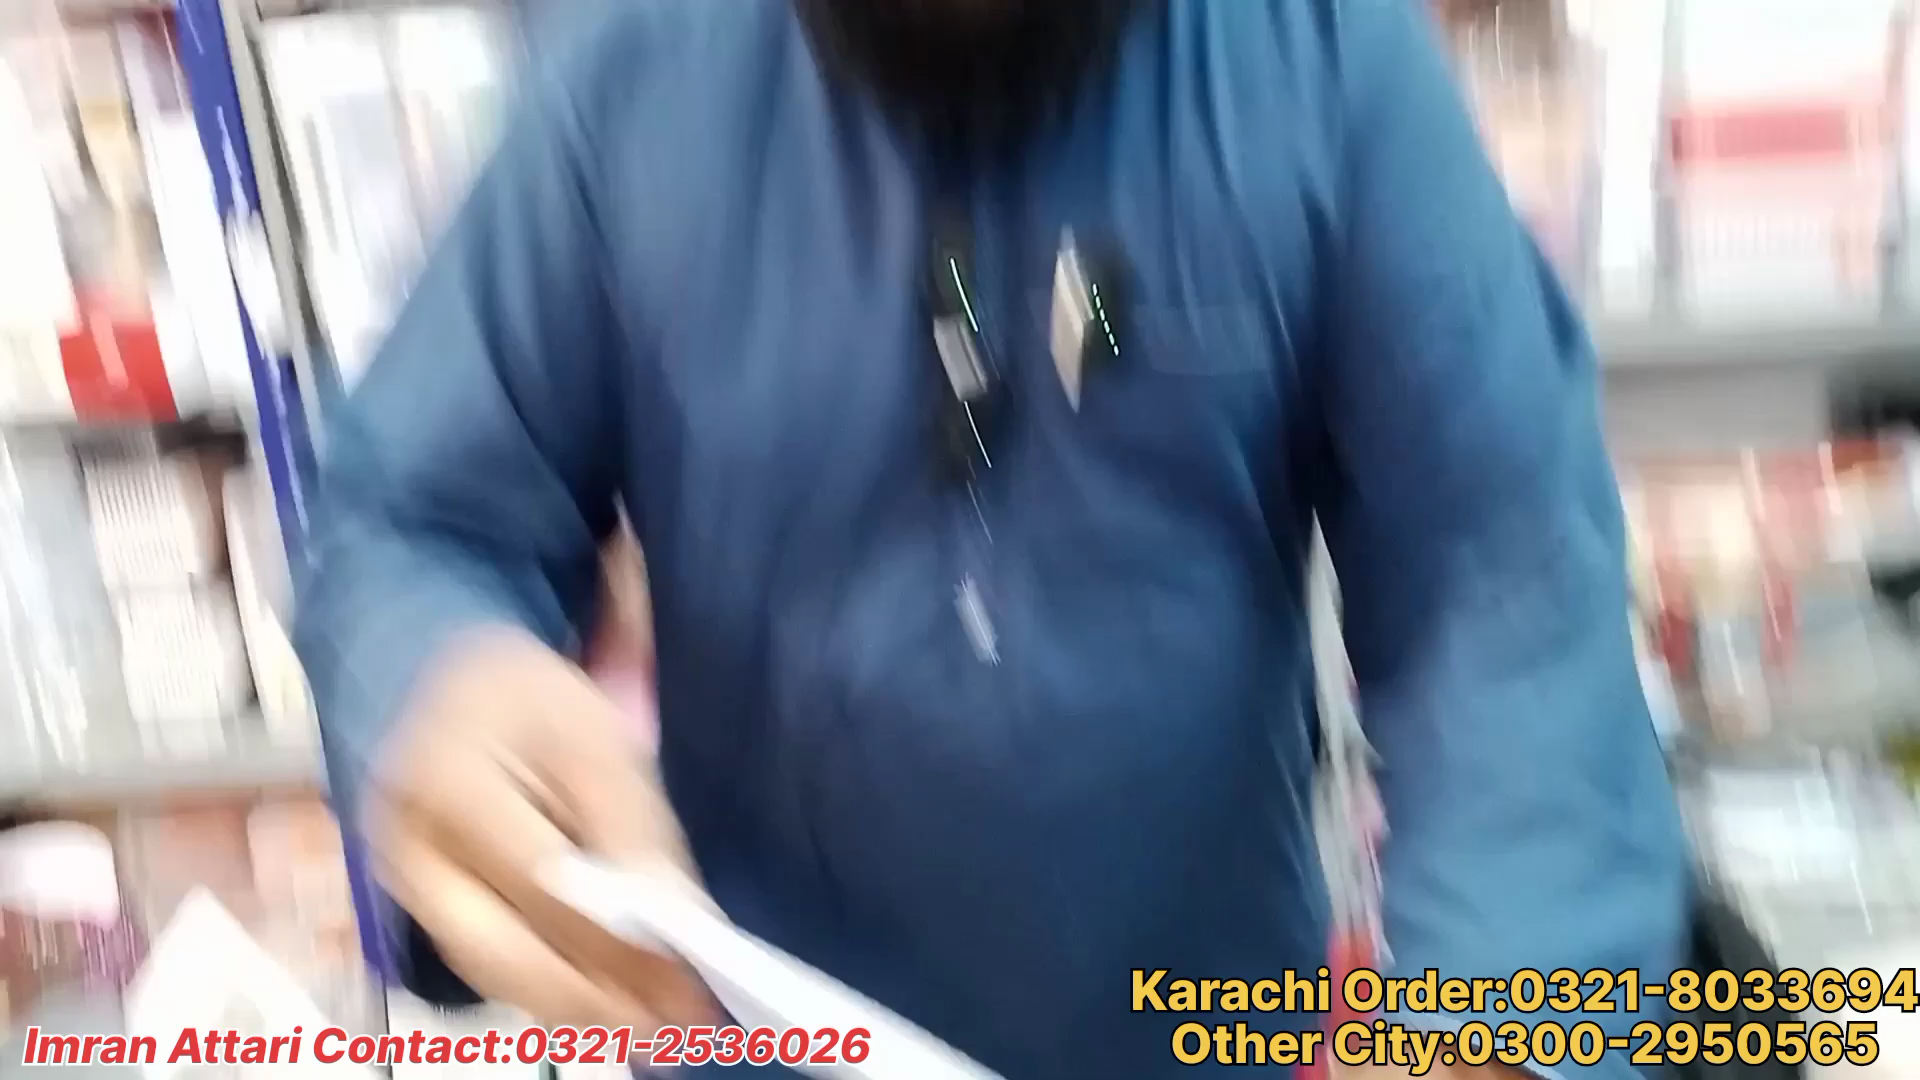 Karachi Order:0321-8033694
Other City:0300-2950565
Imran Attari Contact:0321-2536026